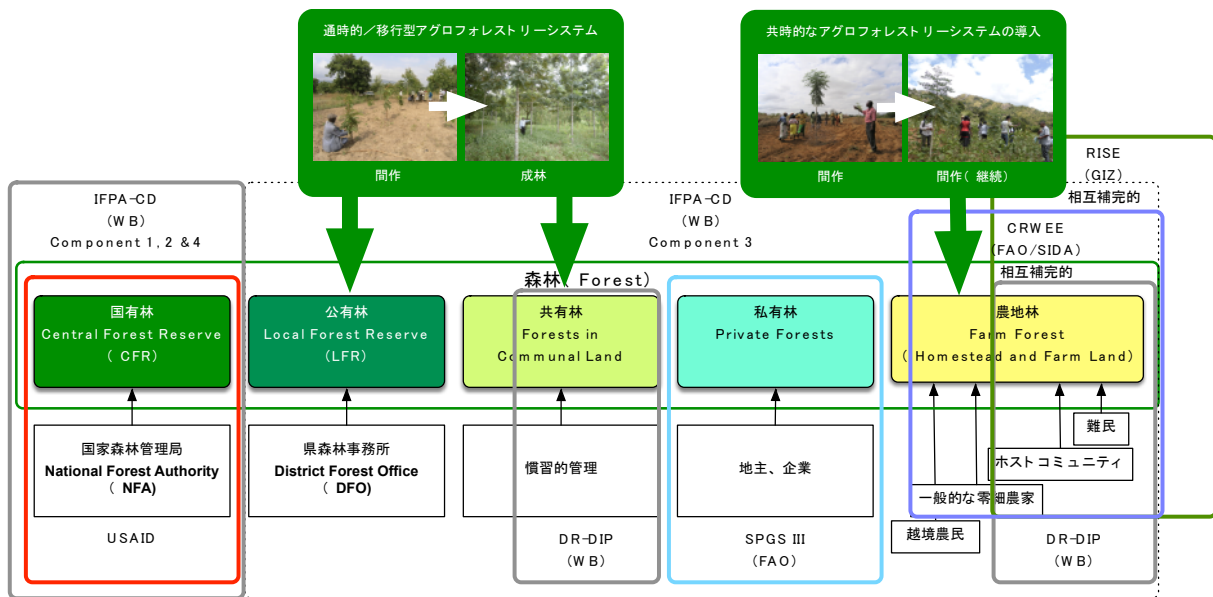 通時的／移行型アグロフォレストリーシステム
間作
成林
共時的なアグロフォレストリーシステムの導入
間作
間作(継続)
IFPA-CD
(WB)
Component 1, 2 & 4
IFPA-CD
(WB)
Component 3
RISE
(GIZ)
相互補完的
CRWEE
(FAO/SIDA)
相互補完的
森林( Forest)
国有林
Central Forest Reserve
( CFR)
公有林
Local Forest Reserve
(LFR)
共有林
Forests in
Communal Land
私有林
Private Forests
農地林
Farm Forest
( Homestead and Farm Land)
国家森林管理局
National Forest Authority
( NFA)
県森林事務所
District Forest Office
( DFO)
慣習的管理
地主、企業
難民
ホストコミュニティ
一般的な零細農家
越境農民
USAID
DR-DIP
(WB)
SPGS III
(FAO)
DR-DIP
(WB)